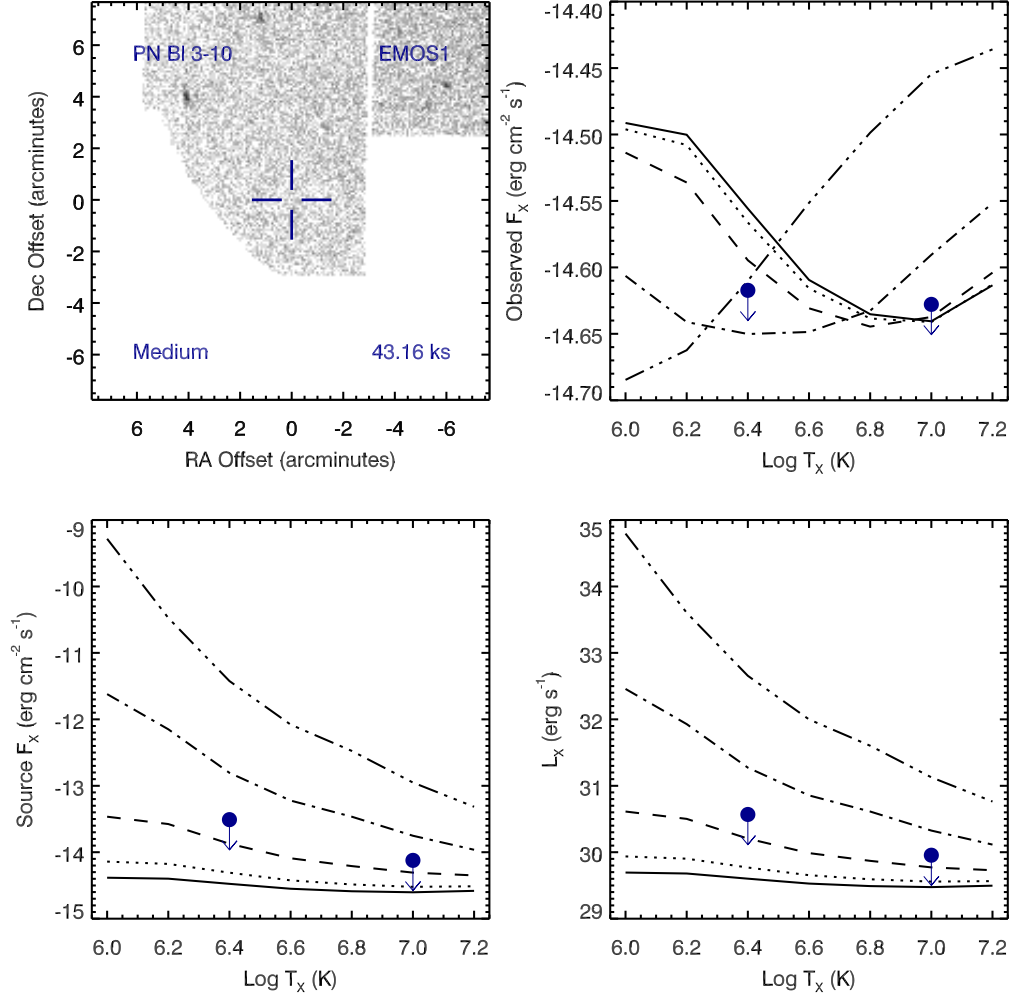 PN BI 3-10
EMOS1
Medium
43.16 ks
6
4
2
0
-2
-4
-6
Dec Offset (arcminutes)
6 4 2 0 -2 -4 -6
RA Offset (arcminutes)
-14.40
-14.45
-14.50
-14.55
-14.60
-14.65
-14.70
Observed F_X (erg cm⁻² s⁻¹)
6.0 6.2 6.4 6.6 6.8 7.0 7.2
Log T_X (K)
-9
-10
-11
-12
-13
-14
-15
Source F_X (erg cm⁻² s⁻¹)
6.0 6.2 6.4 6.6 6.8 7.0 7.2
Log T_X (K)
35
34
33
32
31
30
29
L_X (erg s⁻¹)
6.0 6.2 6.4 6.6 6.8 7.0 7.2
Log T_X (K)